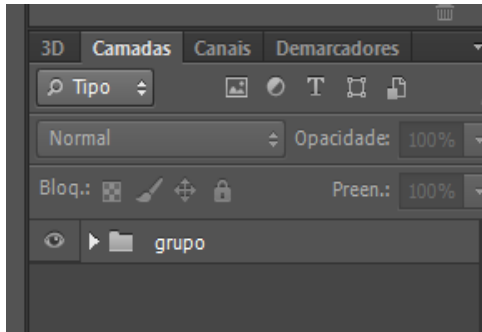 3D Camadas Canais Demarcadores
Tipo T
Normal Opacidade: 100%
Bloq.: Preen.: 100%
grupo